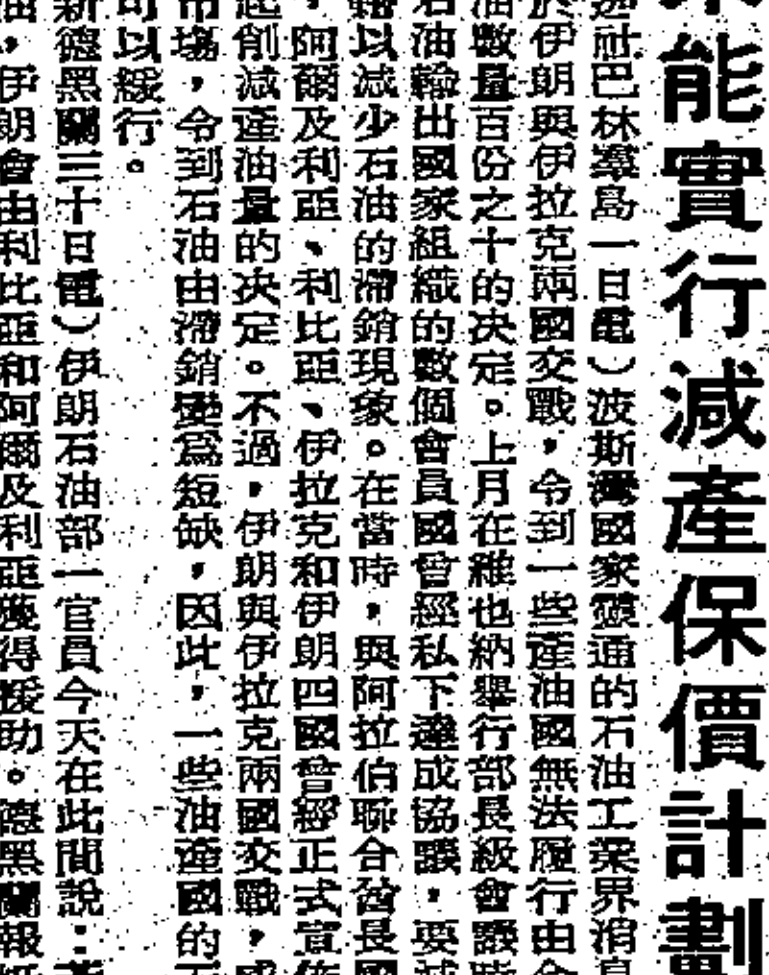 能實行減產保價計劃
逊社巴林羣島一日電︶波斯灣國家靈通的石油工業界消息
於伊朗與伊拉克兩國交戰，令到一些產油國無法履行由今
油數量百份之十的决定。上月在維也納舉行部長級會議時
石油輸出國家組織的數個會員國曾經私下達成協議，要減
藉以減少石油的滯銷現象。在當時，與阿拉伯聯合酋長國
，阿爾及利亞、利比亞、伊拉克和伊朗四國曾經正式宣佈
起削減產油量的決定。不過，伊朗與伊拉克兩國交戰，
市場，令到石油由滯銷變爲短缺，因此，一些油產國的
可以緩行。
新德黑蘭三十日電︶伊朗石油部一官員今天在此間說：
油，伊朗會由利比亞和阿爾及利亞獲得援助。德黑蘭報